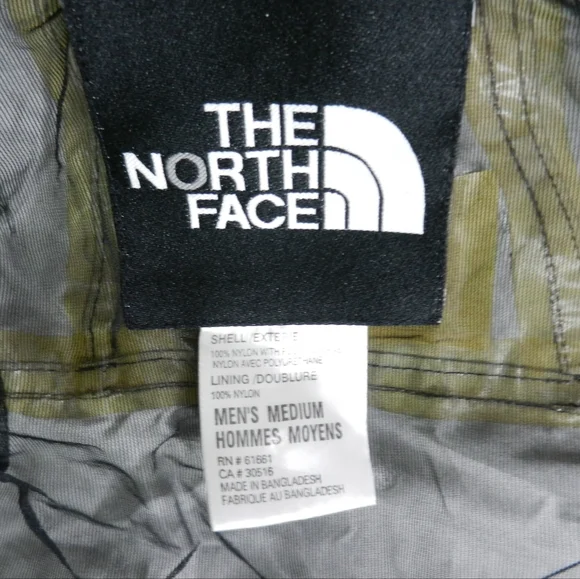 THE
NORTH
FACE
SHELL/EXTE
100% NYLON WITH
NYLON AVEC POLYURETHANE
LINING/DOUBLURE
100% NYLON
MEN'S MEDIUM
HOMMES MOYENS
RN # 61661
CA # 30516
MADE IN BANGLADESH
FABRIQUE AU BANGLADESH